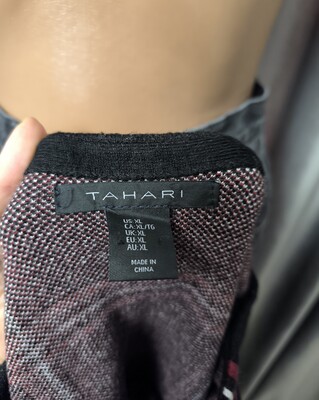 TAHARI
US: XL
CA: XL/TG
UK: XL
EU: XL
AU: XL
MADE IN
CHINA